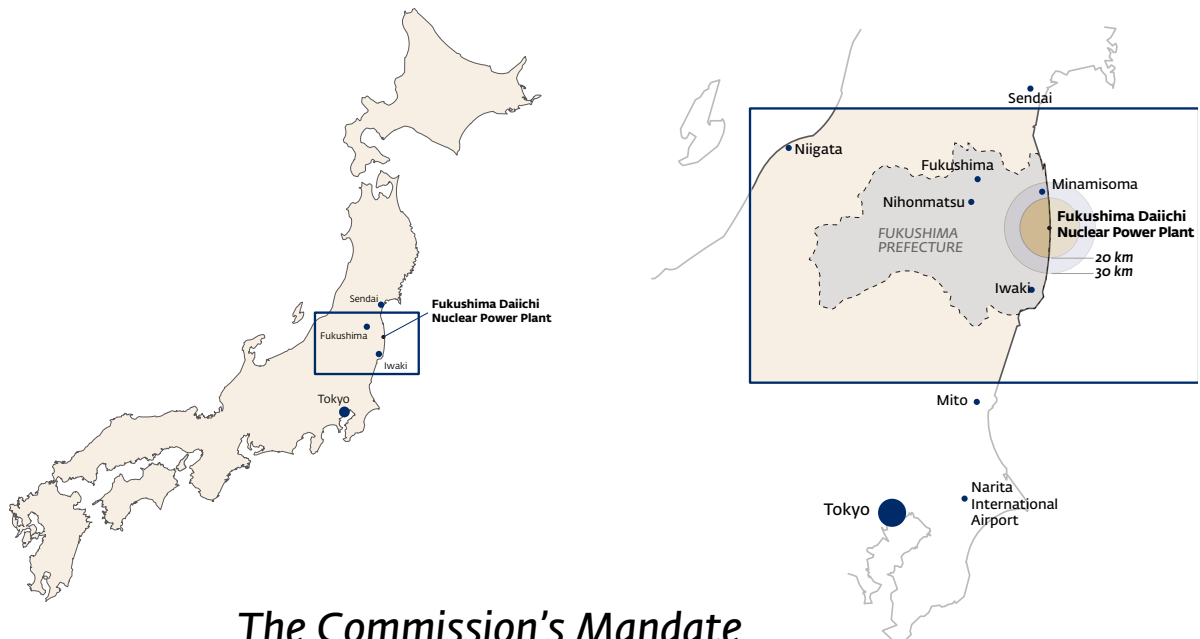 Sendai
Fukushima
Iwaki
Tokyo
Fukushima Daiichi
Nuclear Power Plant
Sendai
Niigata
Fukushima
Nihonmatsu
FUKUSHIMA
PREFECTURE
Minamisoma
Fukushima Daiichi
Nuclear Power Plant
20 km
30 km
Iwaki
Mito
Tokyo
Narita
International
Airport
The Commission's Mandate